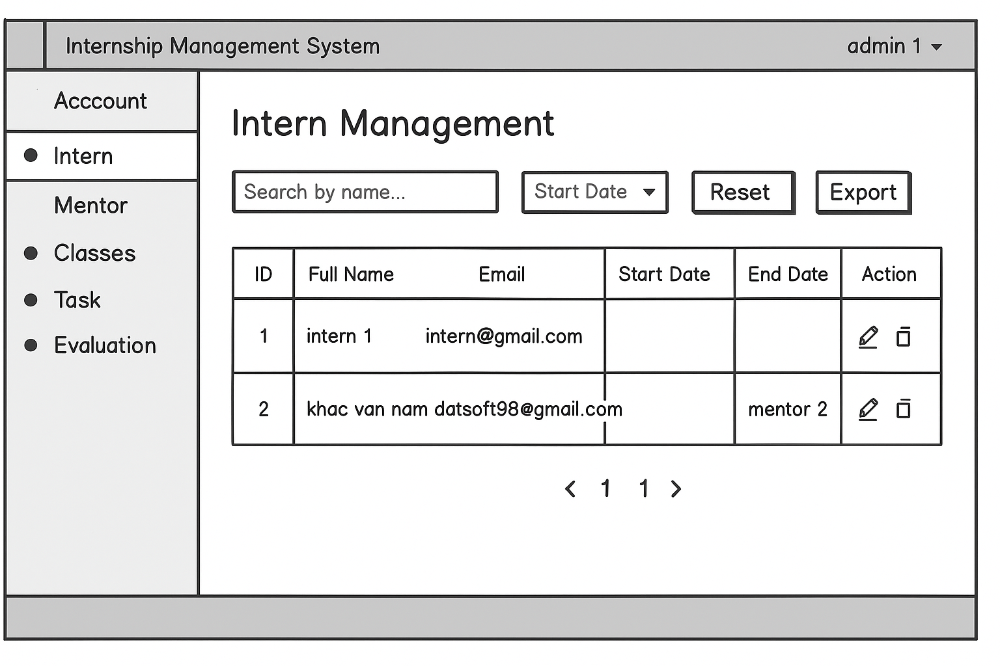 Internship Management System admin 1
Acccount
Intern
Mentor
Classes
Task
Evaluation
Intern Management
Search by name... Start Date Reset Export
ID Full Name Email Start Date End Date Action
1 intern 1 intern@gmail.com
2 khac van nam datsoft98@gmail.com mentor 2
< 1 1 >